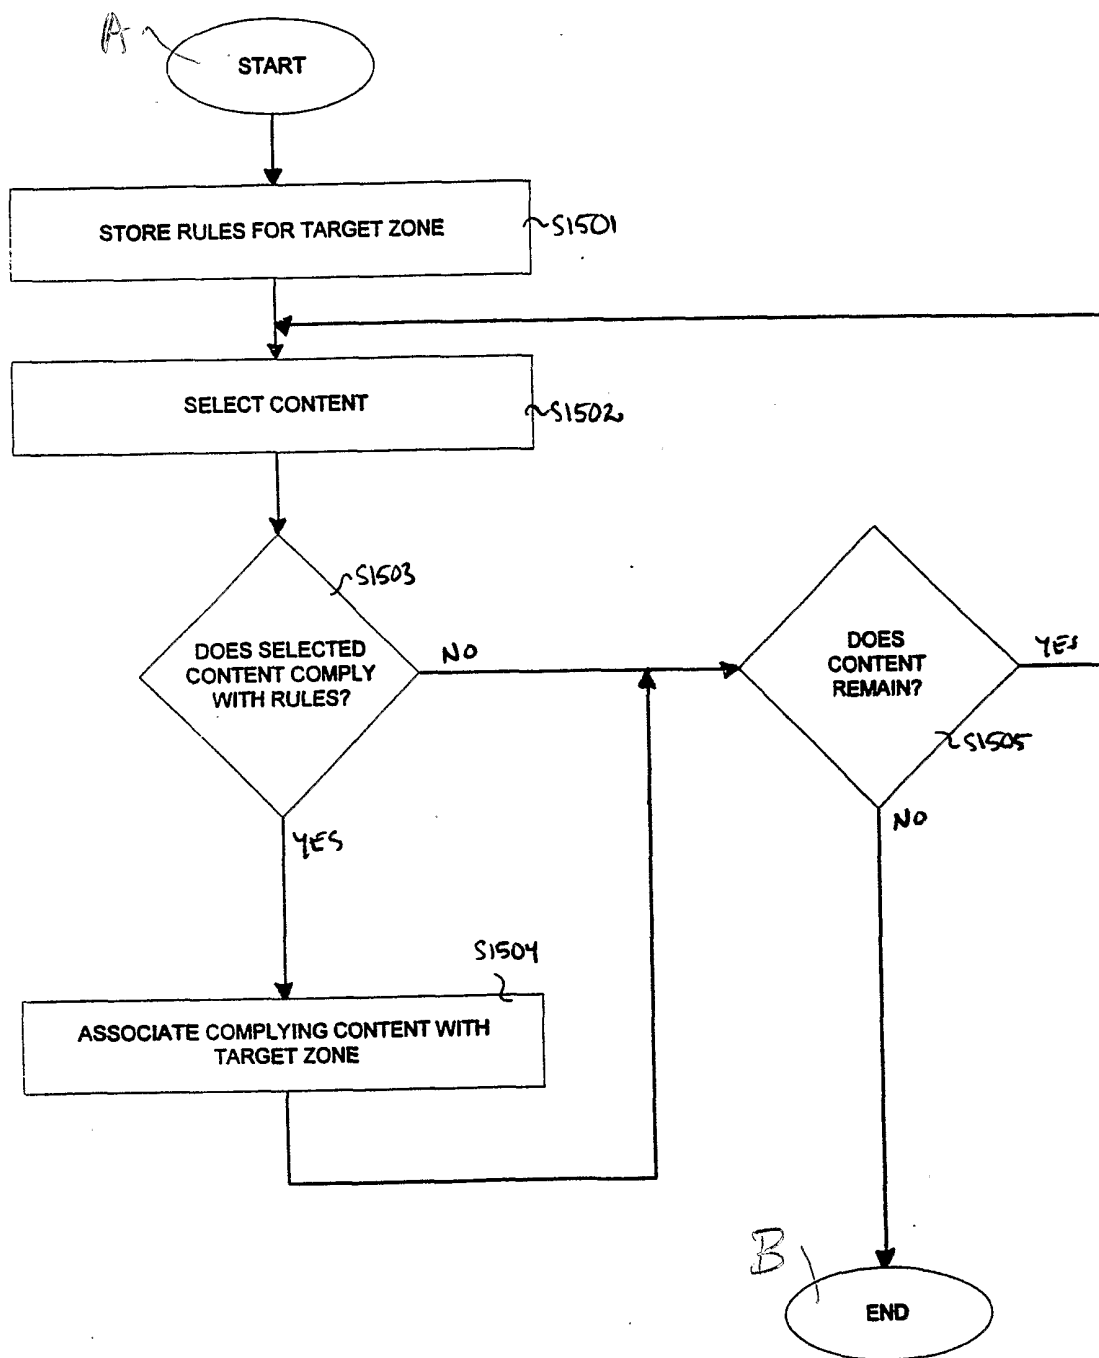 A
START
STORE RULES FOR TARGET ZONE
S1501
SELECT CONTENT
S1502
S1503
DOES SELECTED
CONTENT COMPLY
WITH RULES?
NO
DOES
CONTENT
REMAIN?
YES
S1505
YES
NO
S1504
ASSOCIATE COMPLYING CONTENT WITH
TARGET ZONE
B
END